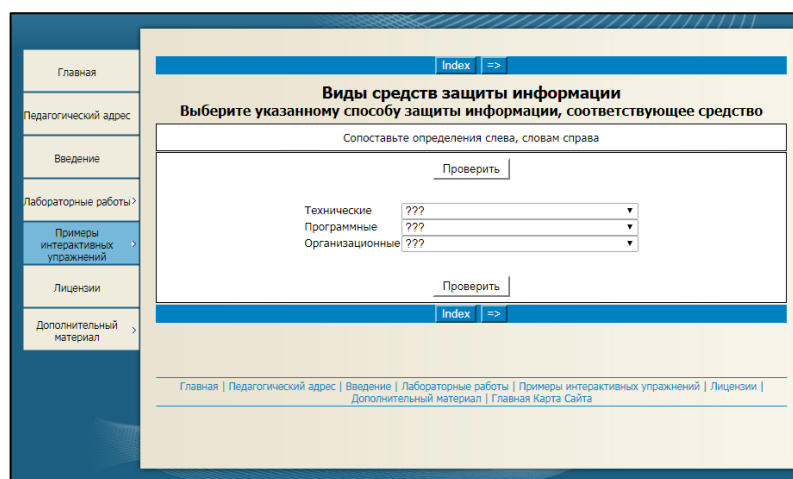 Главная
Педагогический адрес
Введение
Лабораторные работы >
Примеры
интерактивных >
упражнений
Лицензии
Дополнительный >
материал
Index =>
Виды средств защиты информации
Выберите указанному способу защиты информации, соответствующее средство
Сопоставьте определения слева, словам справа
Проверить
Технические ???
Программные ???
Организационные ???
Проверить
Index =>
Главная | Педагогический адрес | Введение | Лабораторные работы | Примеры интерактивных упражнений | Лицензии |
Дополнительный материал | Главная Карта Сайта